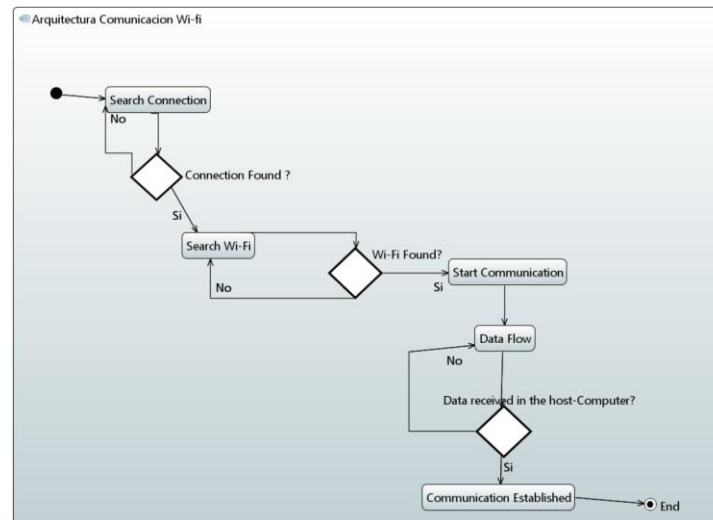 Arquitectura Comunicacion Wi-fi
Search Connection
No
Connection Found ?
Si
Search Wi-Fi
Wi-Fi Found?
No
Si
Start Communication
Data Flow
No
Data received in the host-Computer?
Si
Communication Established
End